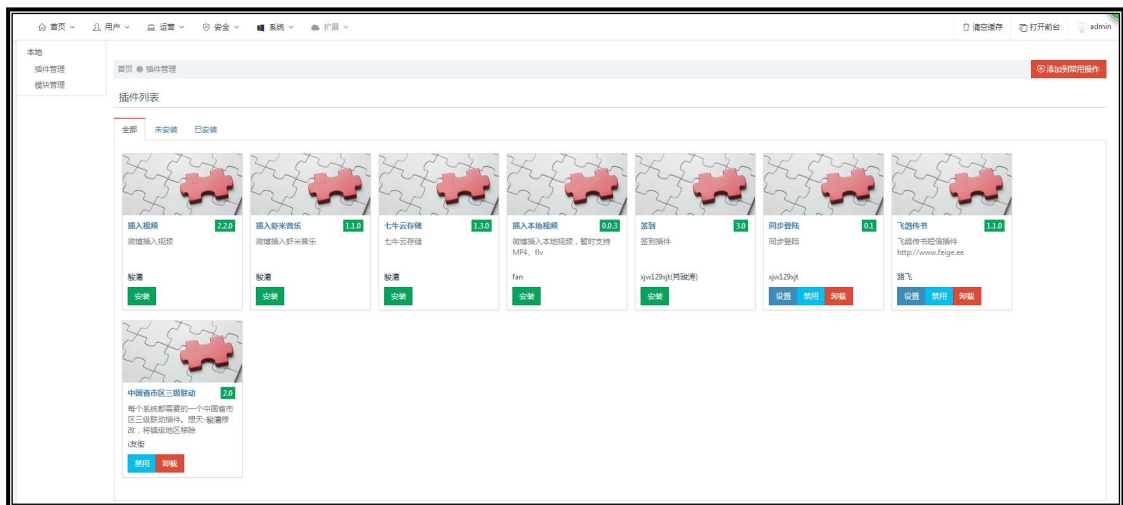 首页 用户 运营 安全 系统 扩展 清空缓存 打开前台 admin
本地
插件管理
模块管理
首页 插件管理
添加到常用操作
插件列表
全部 未安装 已安装
插入视频 2.2.0
微博插入视频
骏濤
安装
插入虾米音乐 1.1.0
微博插入虾米音乐
骏濤
安装
七牛云存储 1.3.0
七牛云存储
骏濤
安装
插入本地视频 0.0.3
微博插入本地视频，暂时支持
MP4，flv
fan
安装
签到 3.0
签到插件
xjw129xjt(肖骏涛)
安装
同步登陆 0.1
同步登陆
xjw129xjt
设置 禁用 卸载
飞鸽传书 1.1.0
飞鸽传书短信插件
http://www.feige.ee
路飞
设置 禁用 卸载
中国省市区三级联动 2.0
每个系统都需要的一个中国省市
区三级联动插件。想天-骏濤修
改，将镇级地区移除
i友街
禁用 卸载